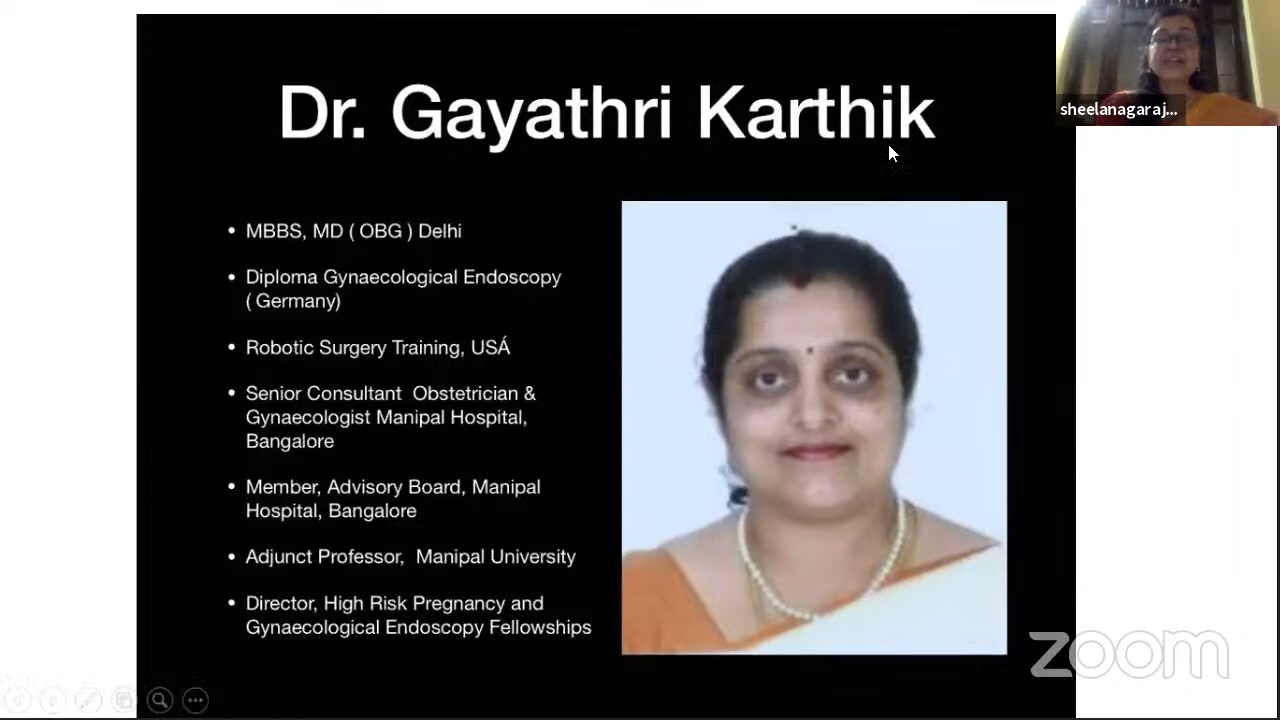 Dr. Gayathri Karthik
sheelanagaraj...
• MBBS, MD ( OBG ) Delhi
• Diploma Gynaecological Endoscopy
( Germany)
• Robotic Surgery Training, USÁ
• Senior Consultant Obstetrician &
Gynaecologist Manipal Hospital,
Bangalore
• Member, Advisory Board, Manipal
Hospital, Bangalore
• Adjunct Professor, Manipal University
• Director, High Risk Pregnancy and
Gynaecological Endoscopy Fellowships
zoom